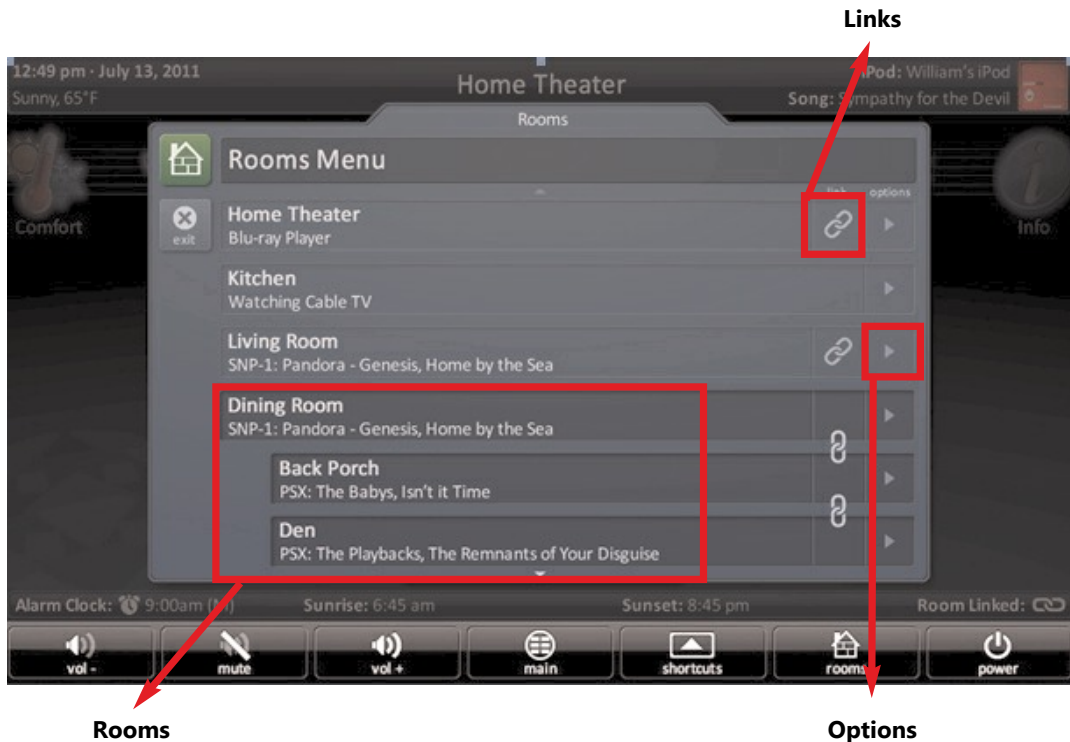 Links
12:49 pm · July 13, 2011
Home Theater
iPod: William's iPod
Sunny, 65°F
Song: Sympathy for the Devil
Rooms
Rooms Menu
link options
Home Theater
Blu-ray Player
exit
Comfort
Info
Kitchen
Watching Cable TV
Living Room
SNP-1: Pandora - Genesis, Home by the Sea
Dining Room
SNP-1: Pandora - Genesis, Home by the Sea
Back Porch
PSX: The Babys, Isn't it Time
Den
PSX: The Playbacks, The Remnants of Your Disguise
Alarm Clock: 9:00am Sunrise: 6:45 am Sunset: 8:45 pm Room Linked:
vol - mute vol + main shortcuts rooms power
Rooms Options